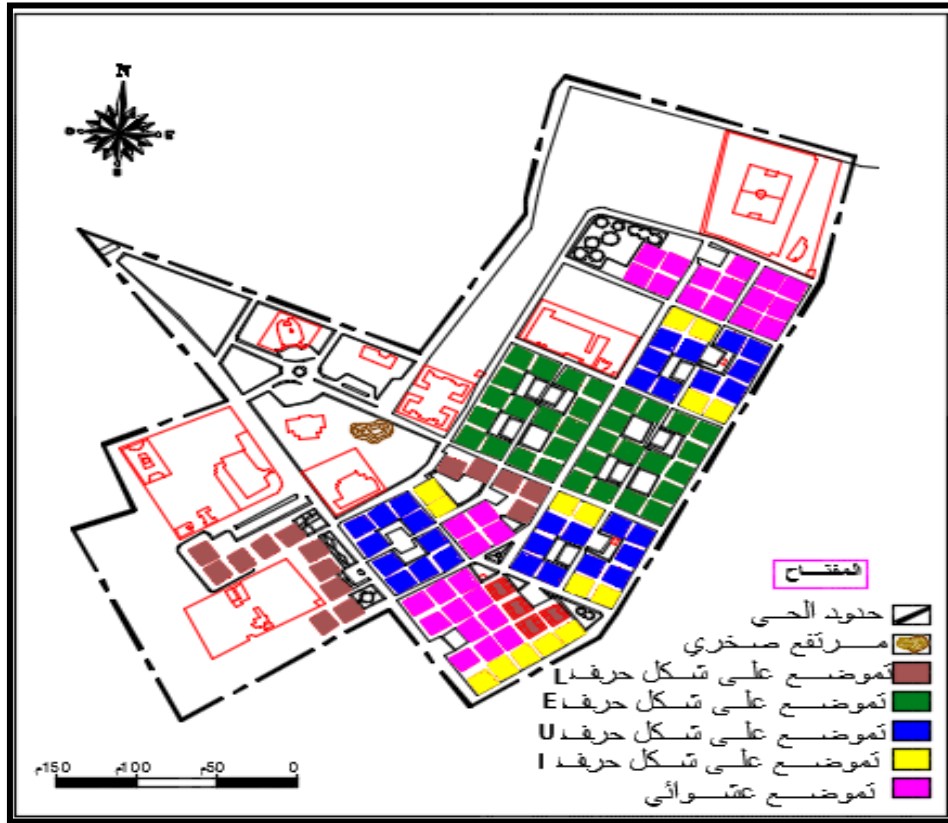 N
E
S
المفتاح
حدود الحي
مرتفع صخري
تموضع على شكل حرف L
تموضع على شكل حرف E
تموضع على شكل حرف U
تموضع على شكل حرف I
تموضع عشوائي
150م 100م 50م 0